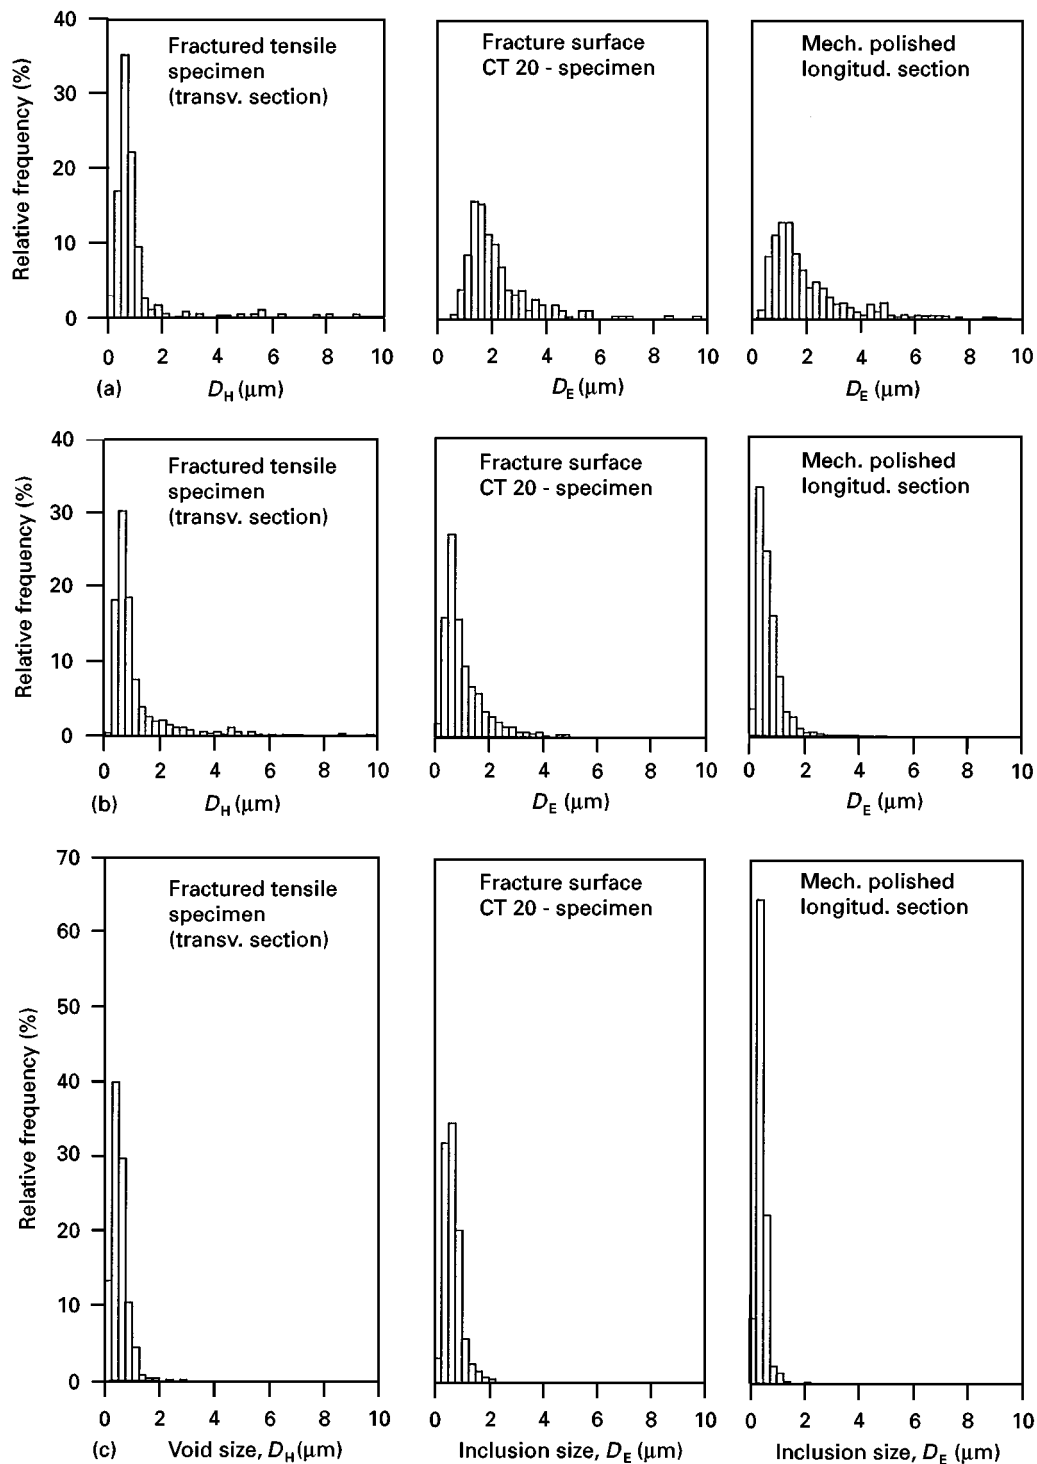 40
30
20
10
0
Relative frequency (%)
Fractured tensile
specimen
(transv. section)
0 2 4 6 8 10
(a)
D_H (μm)
Fracture surface
CT 20 - specimen
0 2 4 6 8 10
D_E (μm)
Mech. polished
longitud. section
0 2 4 6 8 10
D_E (μm)
40
30
20
10
0
Relative frequency (%)
Fractured tensile
specimen
(transv. section)
0 2 4 6 8 10
(b)
D_H (μm)
Fracture surface
CT 20 - specimen
0 2 4 6 8 10
D_E (μm)
Mech. polished
longitud. section
0 2 4 6 8 10
D_E (μm)
70
60
50
40
30
20
10
0
Relative frequency (%)
Fractured tensile
specimen
(transv. section)
0 2 4 6 8 10
(c)
Void size, D_H (μm)
Fracture surface
CT 20 - specimen
0 2 4 6 8 10
Inclusion size, D_E (μm)
Mech. polished
longitud. section
0 2 4 6 8 10
Inclusion size, D_E (μm)